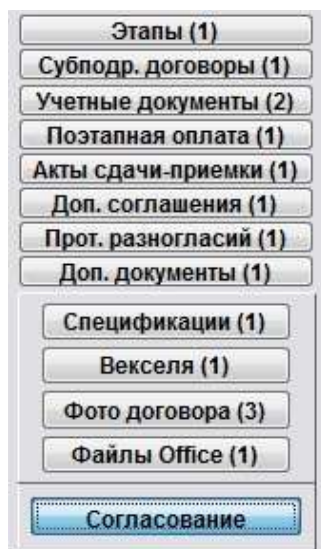 Этапы (1)
Субподр. договоры (1)
Учетные документы (2)
Поэтапная оплата (1)
Акты сдачи-приемки (1)
Доп. соглашения (1)
Прот. разногласий (1)
Доп. документы (1)
Спецификации (1)
Векселя (1)
Фото договора (3)
Файлы Office (1)
Согласование